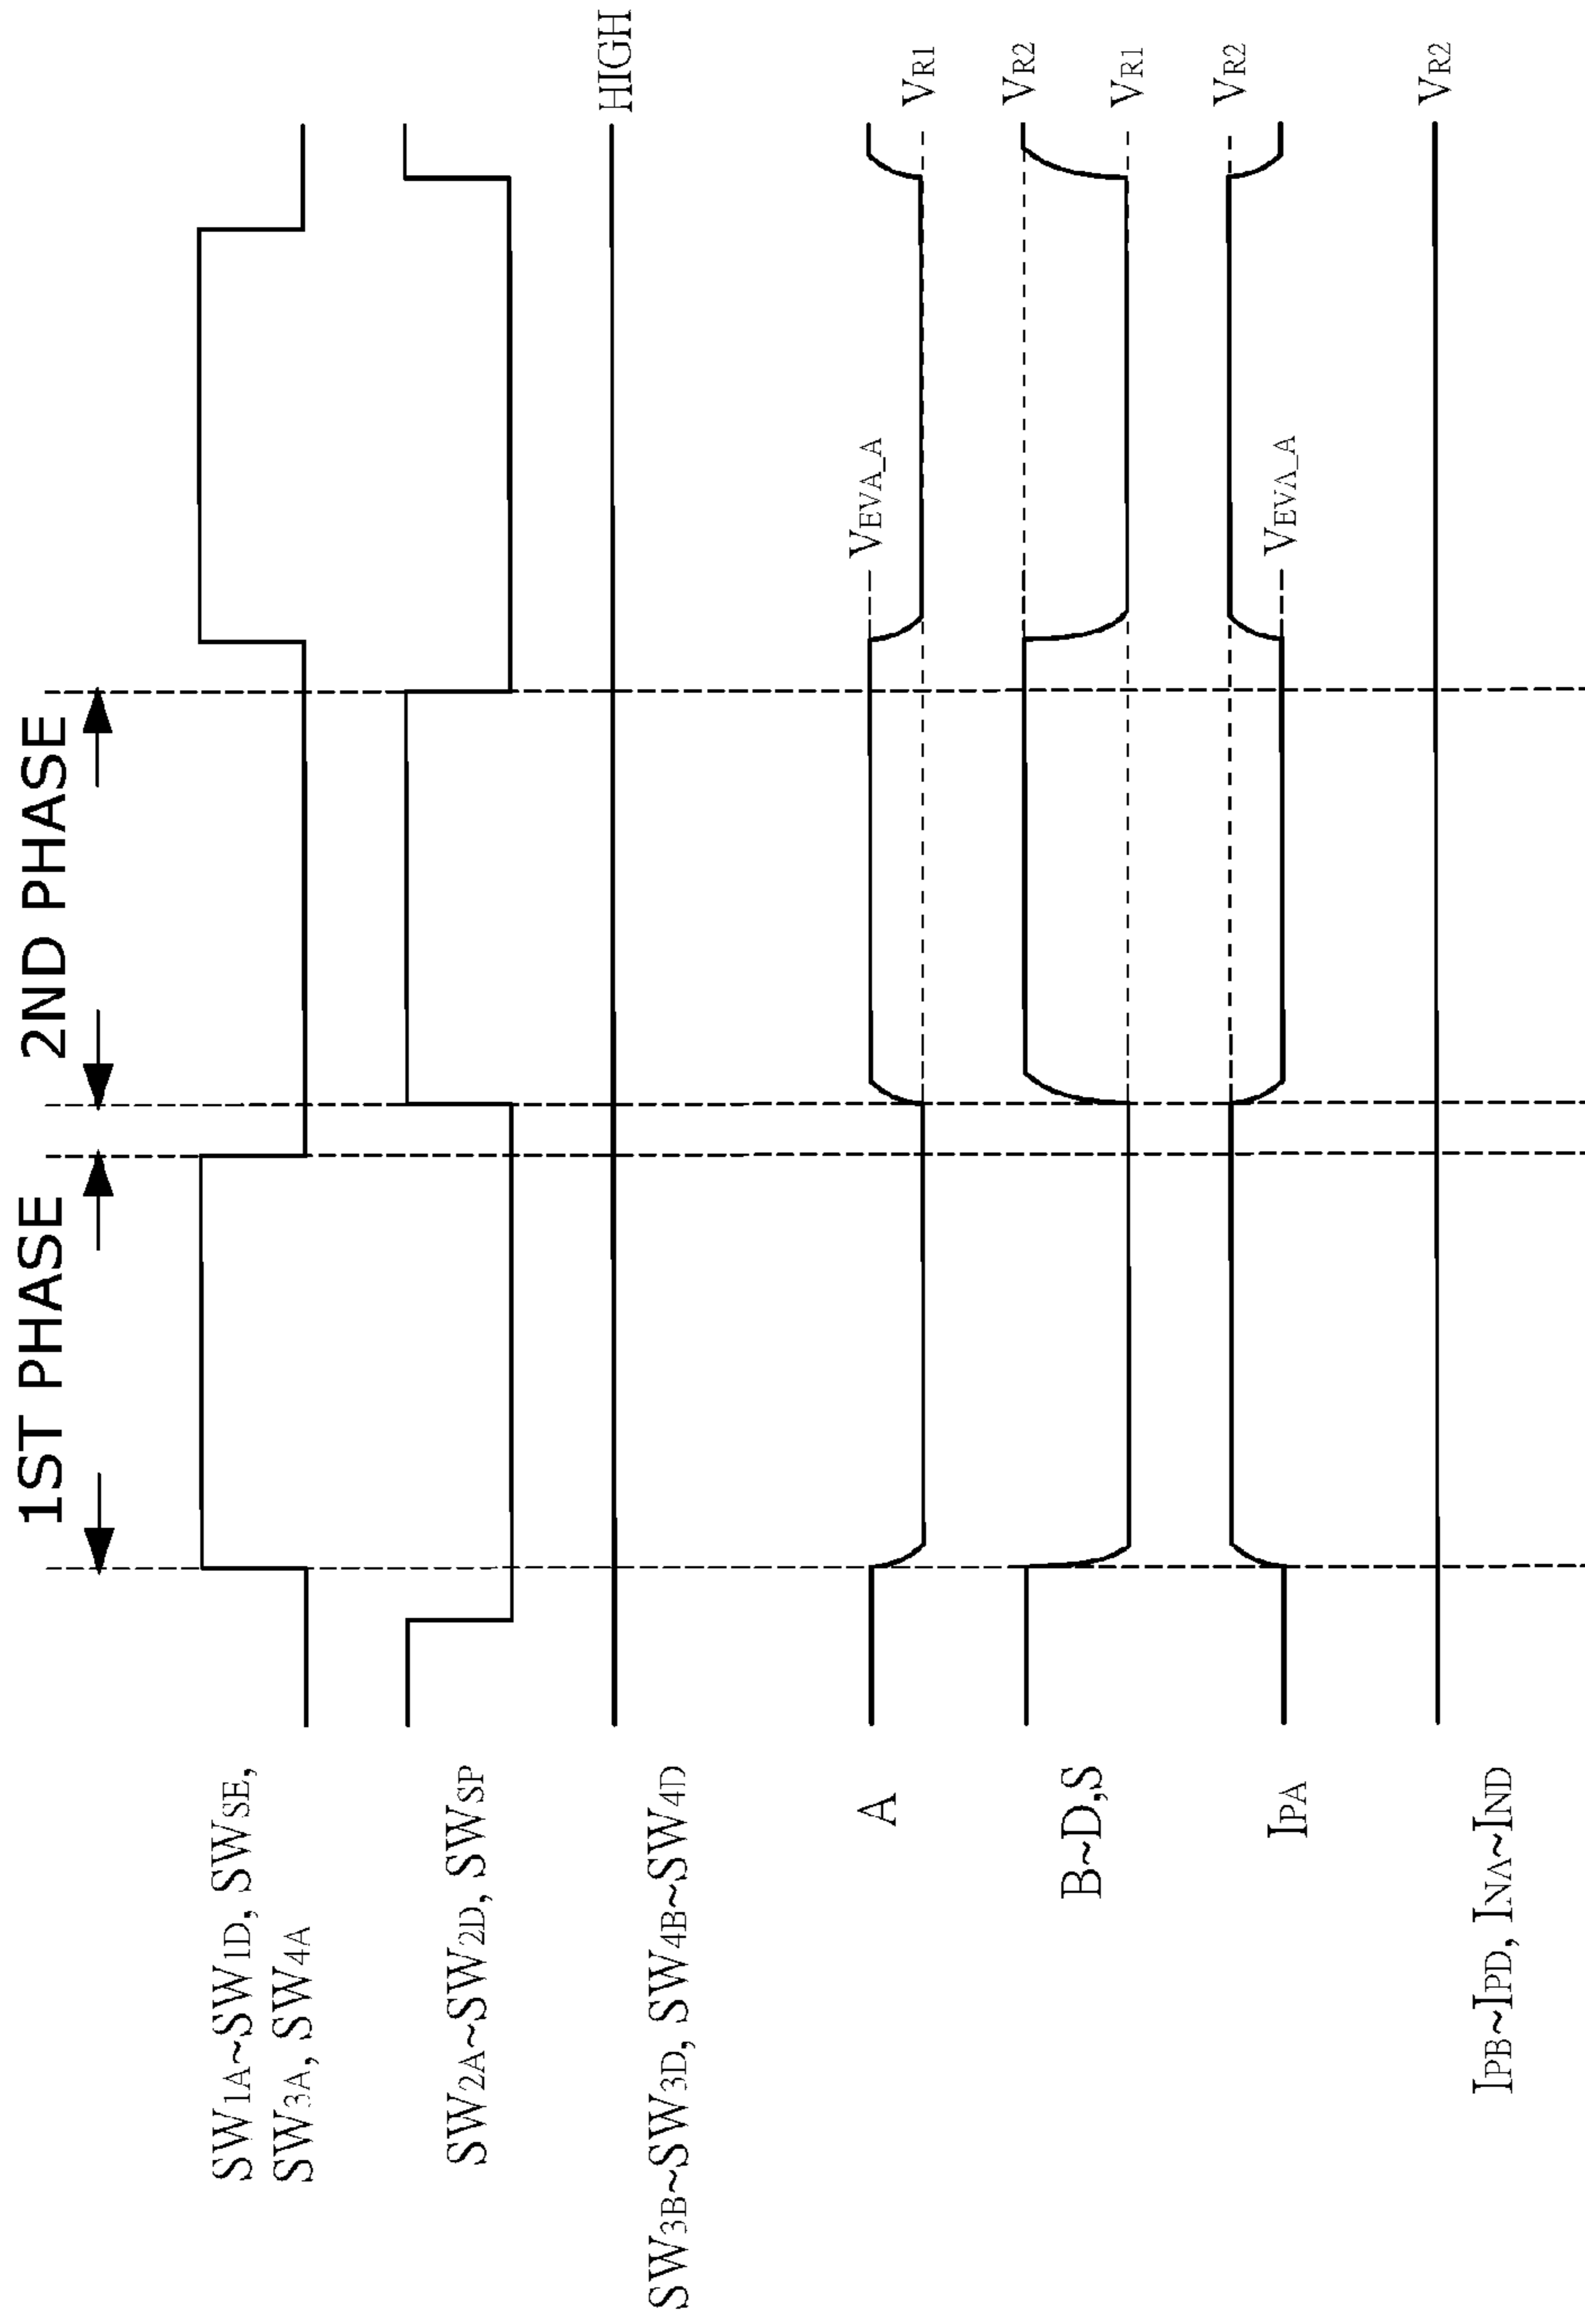 1ST PHASE
2ND PHASE
SW1A~SW1D, SWSE,
SW3A, SW4A
SW2A~SW2D, SWSP
SW3B~SW3D, SW4B~SW4D
HIGH
A
VEVA_A
VR1
B~D,S
VR2
VR1
IPA
VR2
VEVA_A
IPB~IPD, INA~IND
VR2